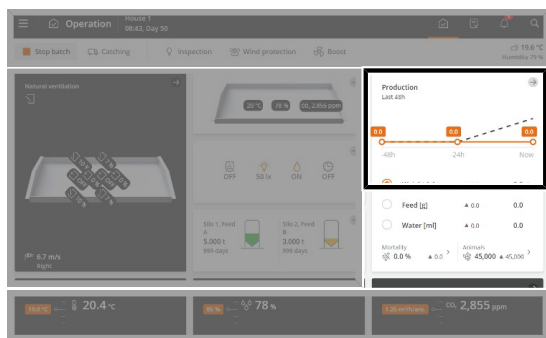 Operation
House 1
08:43, Day 50
Stop batch
Catching
Inspection
Wind protection
Boost
19.6 °C
Humidity 79 %
Natural ventilation
6.7 m/s
Right
20 °C
78 %
CO₂ 2,855 ppm
OFF
50 lx
ON
OFF
Silo 1, Feed
A
5.000 t
999 days
Silo 2, Feed
B
3.000 t
999 days
Production
Last 48h
0.0
0.0
0.0
-48h
24h
Now
Feed [g]
▲ 0.0
0.0
Water [ml]
▲ 0.0
0.0
Mortality
0.0 %
▲ 0.0
Animals
45,000
▲ 45,000
19.0 °C
20.4 °C
78 %
CO₂ 2,855 ppm